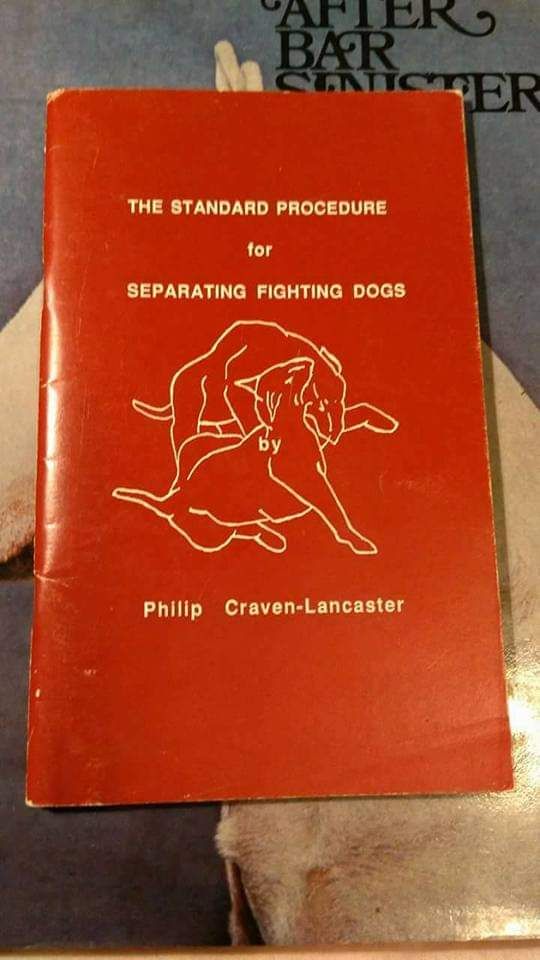 AFTER
BAR
SINISTER
THE STANDARD PROCEDURE
for
SEPARATING FIGHTING DOGS
by
Philip Craven-Lancaster